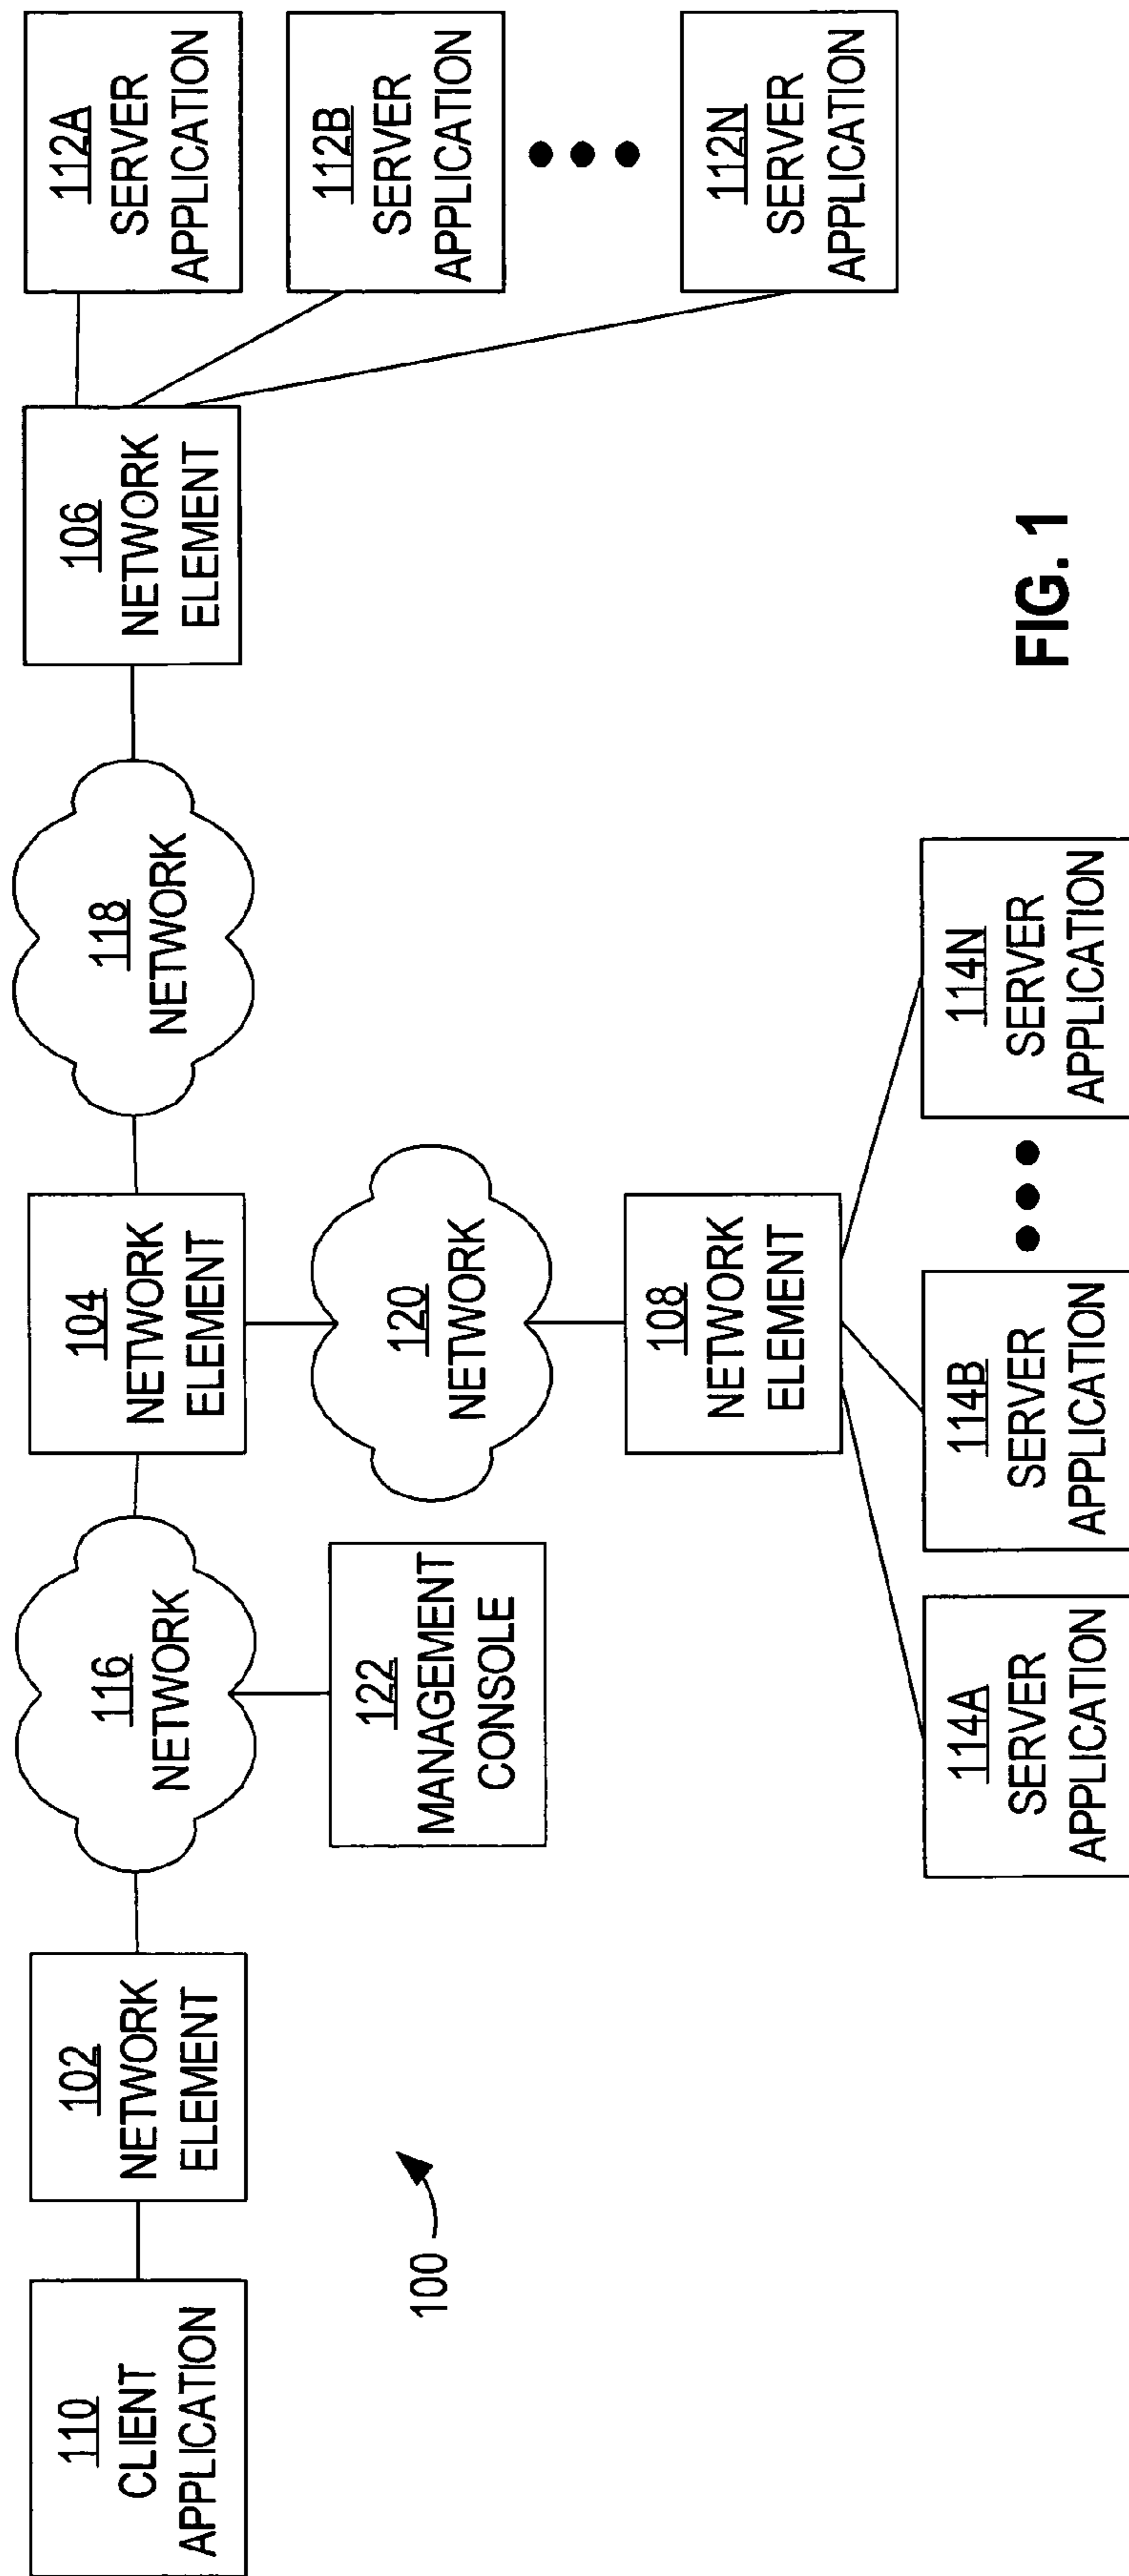 110
CLIENT
APPLICATION
102
NETWORK
ELEMENT
116
NETWORK
104
NETWORK
ELEMENT
118
NETWORK
106
NETWORK
ELEMENT
112A
SERVER
APPLICATION
122
MANAGEMENT
CONSOLE
120
NETWORK
112B
SERVER
APPLICATION
100
108
NETWORK
ELEMENT
112N
SERVER
APPLICATION
114A
SERVER
APPLICATION
114B
SERVER
APPLICATION
114N
SERVER
APPLICATION
FIG. 1